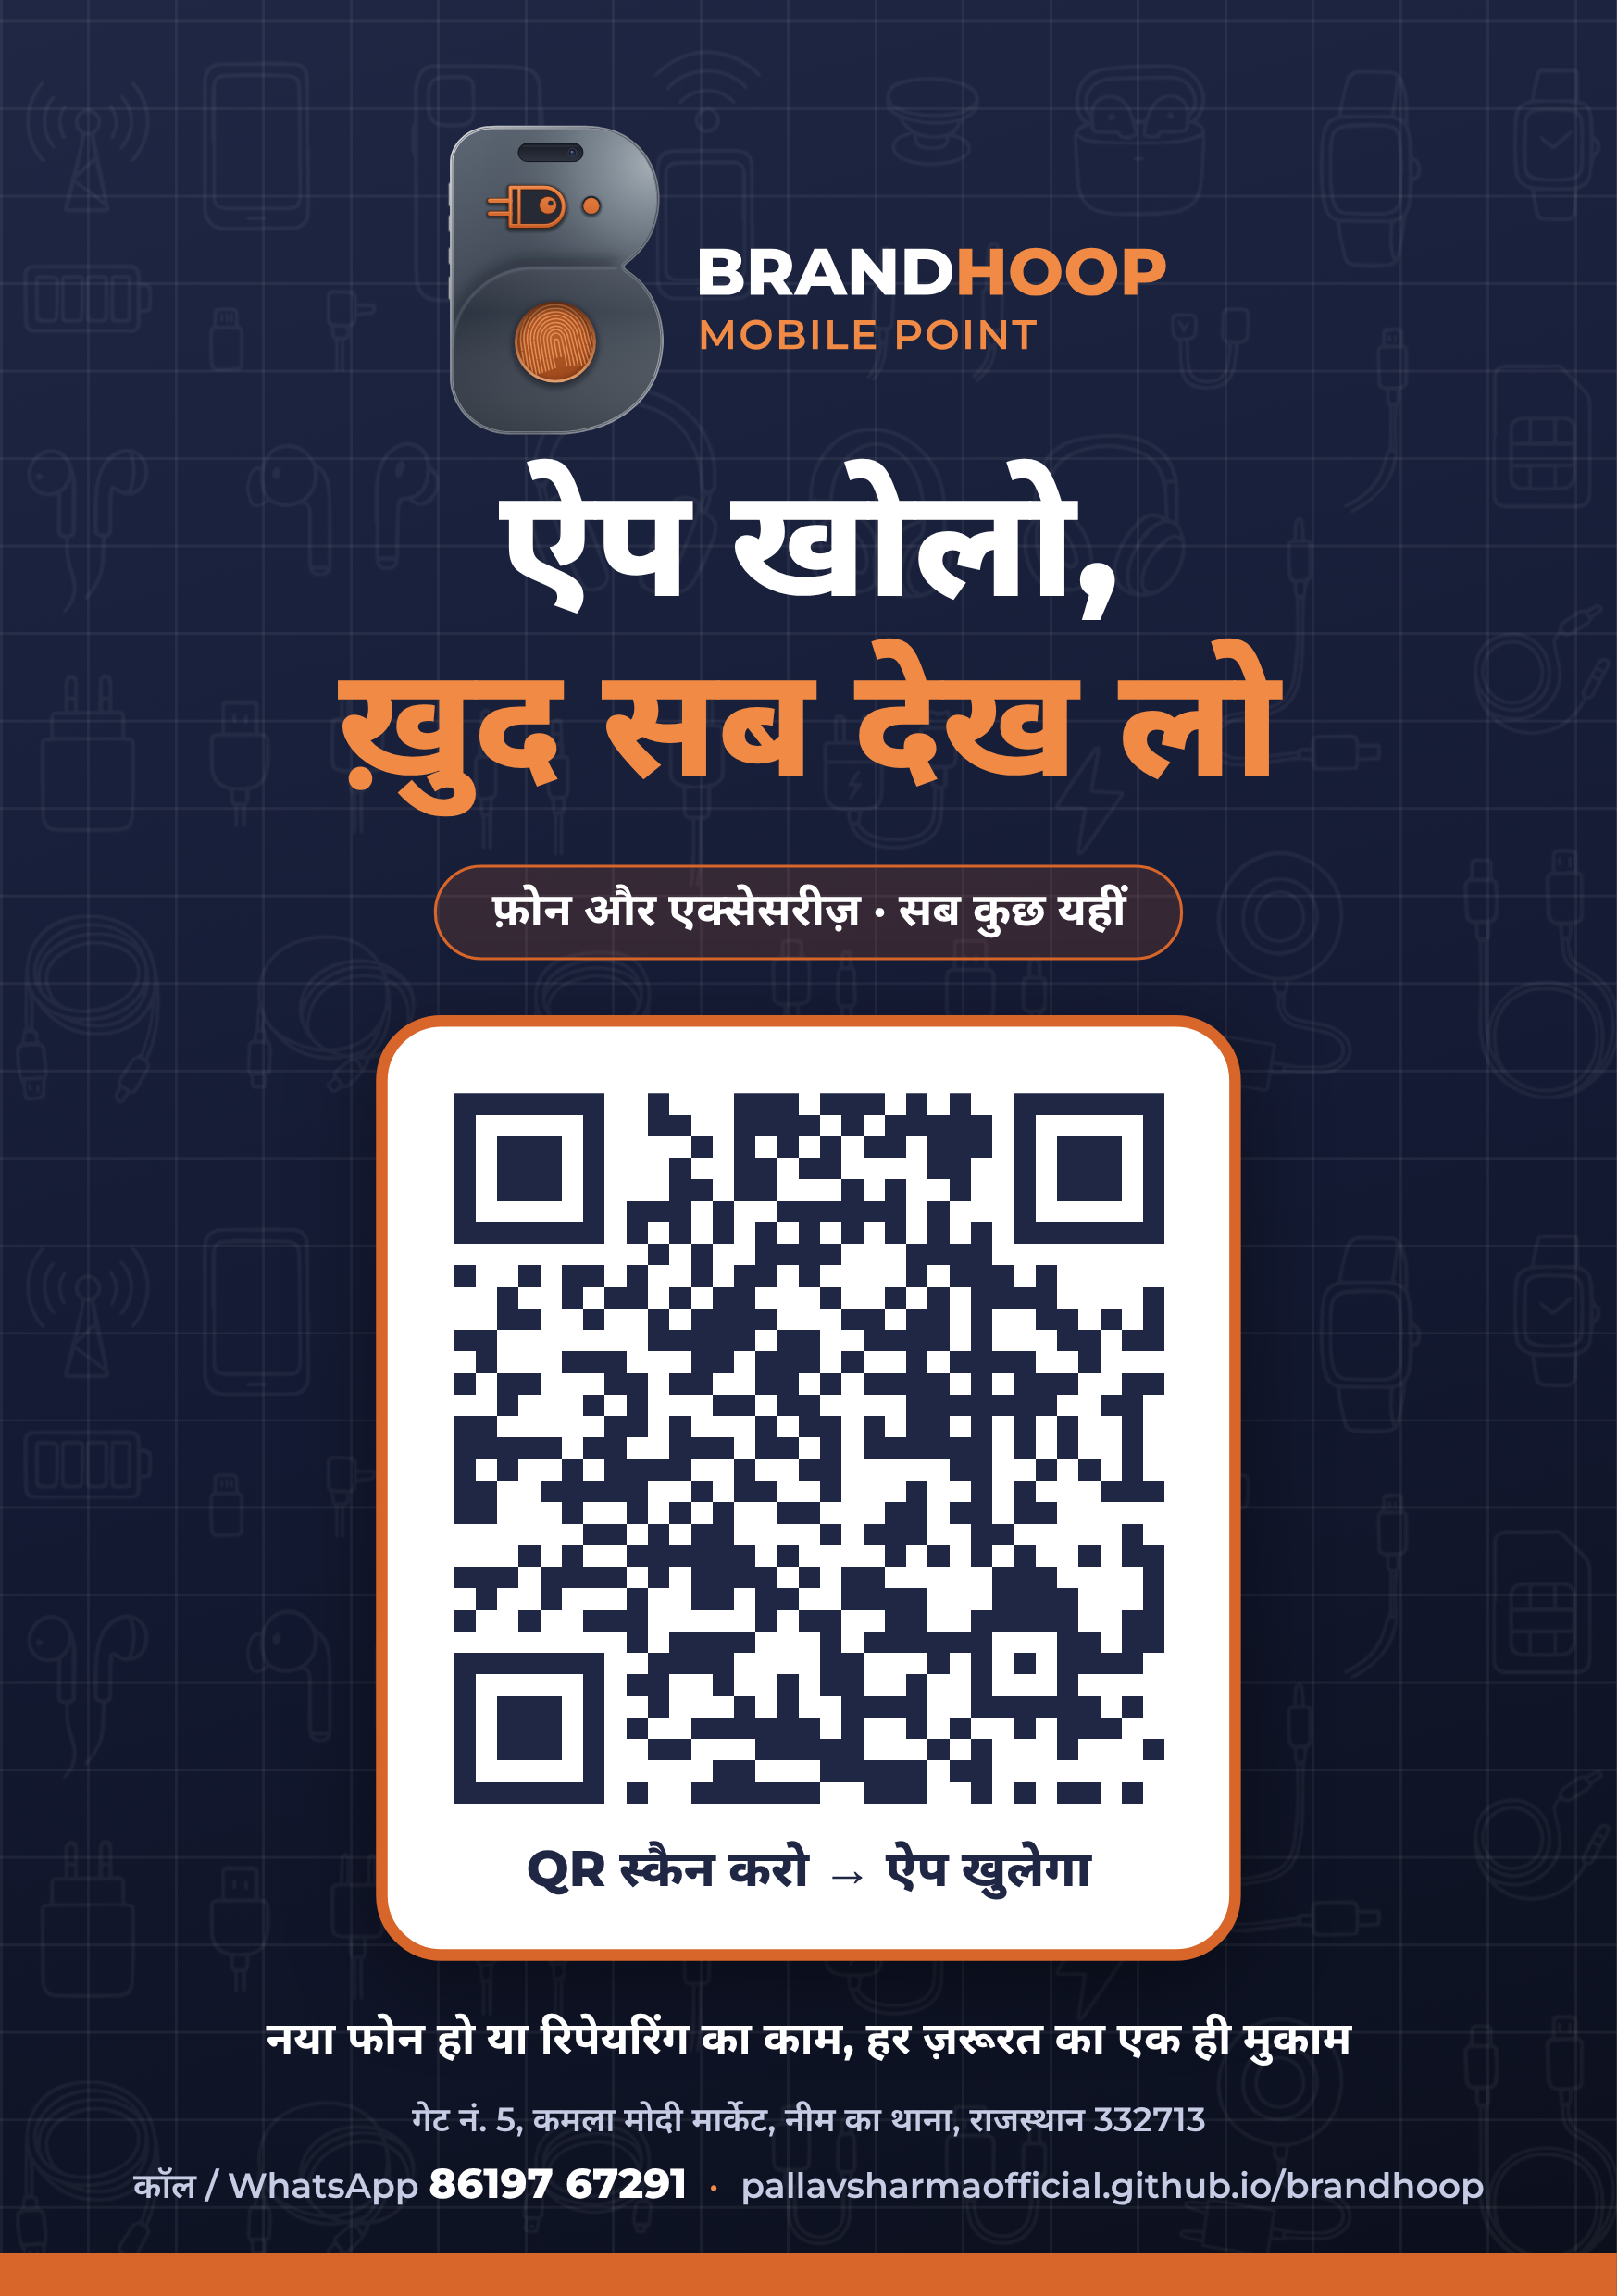 BRANDHOOP
MOBILE POINT
ऐप खोलो,
ख़ुद सब देख लो
फ़ोन और एक्सेसरीज़ · सब कुछ यहीं
QR स्कैन करो → ऐप खुलेगा
नया फोन हो या रिपेयरिंग का काम, हर ज़रूरत का एक ही मुकाम
गेट नं. 5, कमला मोदी मार्केट, नीम का थाना, राजस्थान 332713
कॉल / WhatsApp 86197 67291 · pallavsharmaofficial.github.io/brandhoop